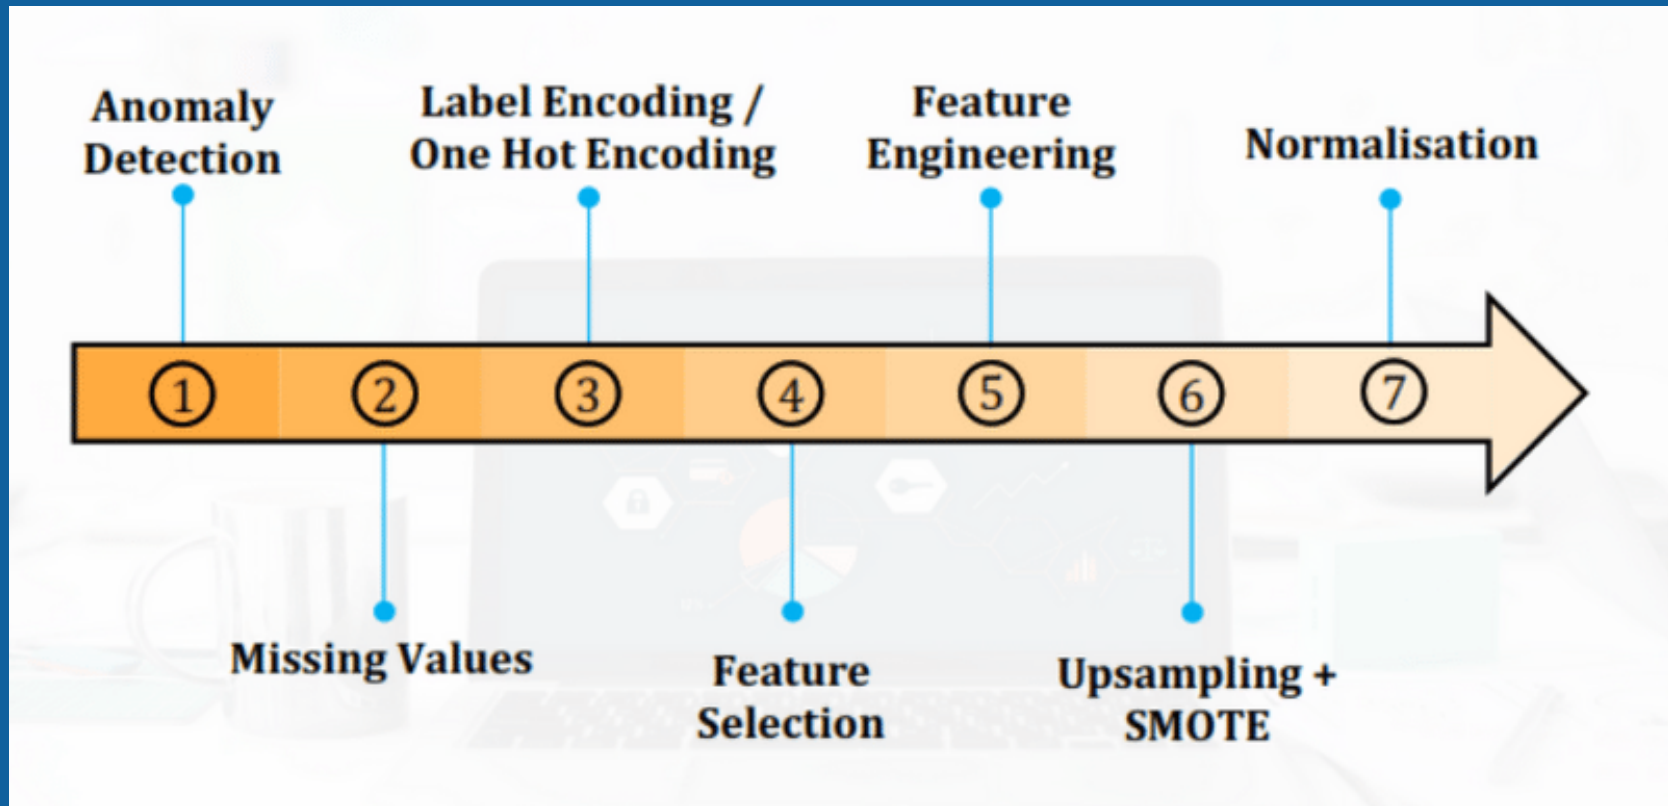 Anomaly
Detection
Label Encoding /
One Hot Encoding
Feature
Engineering
Normalisation
1
2
3
4
5
6
7
Missing Values
Feature
Selection
Upsampling +
SMOTE